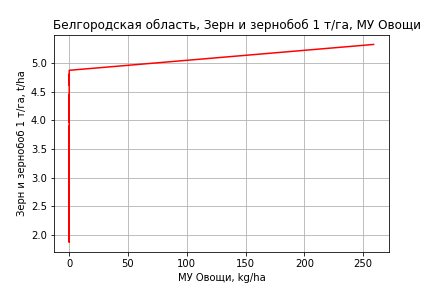 Белгородская область, Зерн и зернобоб 1 т/га, МУ Овощи
5.0
4.5
4.0
3.5
3.0
2.5
2.0
Зерн и зернобоб 1 т/га, t/ha
0 50 100 150 200 250
МУ Овощи, kg/ha